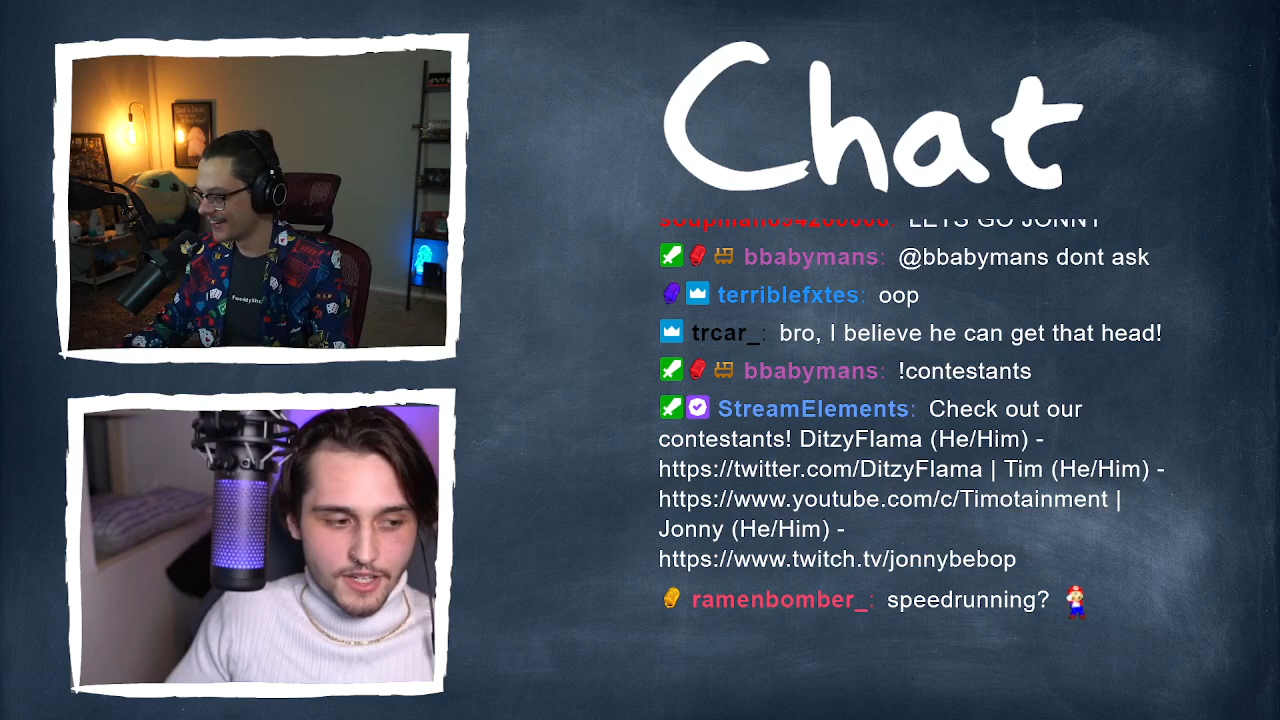 Chat
LETS GO JONNY
bbabymans: @bbabymans dont ask
terriblefxtes: oop
trcar_: bro, I believe he can get that head!
bbabymans: !contestants
StreamElements: Check out our
contestants! DitzyFlama (He/Him) -
https://twitter.com/DitzyFlama | Tim (He/Him) -
https://www.youtube.com/c/Timotainment |
Jonny (He/Him) -
https://www.twitch.tv/jonnybebop
ramenbomber_: speedrunning?